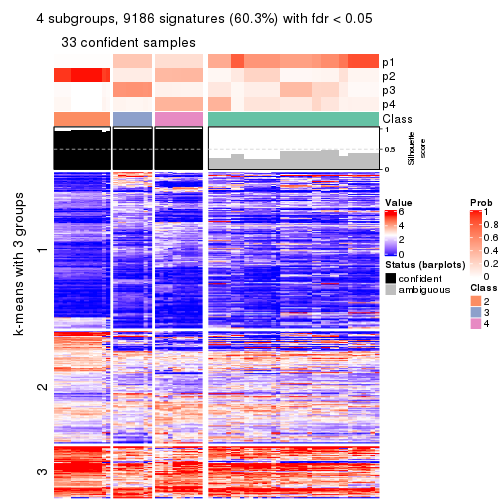 4 subgroups, 9186 signatures (60.3%) with fdr < 0.05
33 confident samples
p1
p2
p3
p4
Class
1
0.5
0
Silhouette
score
k-means with 3 groups
1
2
3
Value
6
4
2
0
Status (barplots)
confident
ambiguous
Prob
1
0.8
0.6
0.4
0.2
0
Class
2
3
4